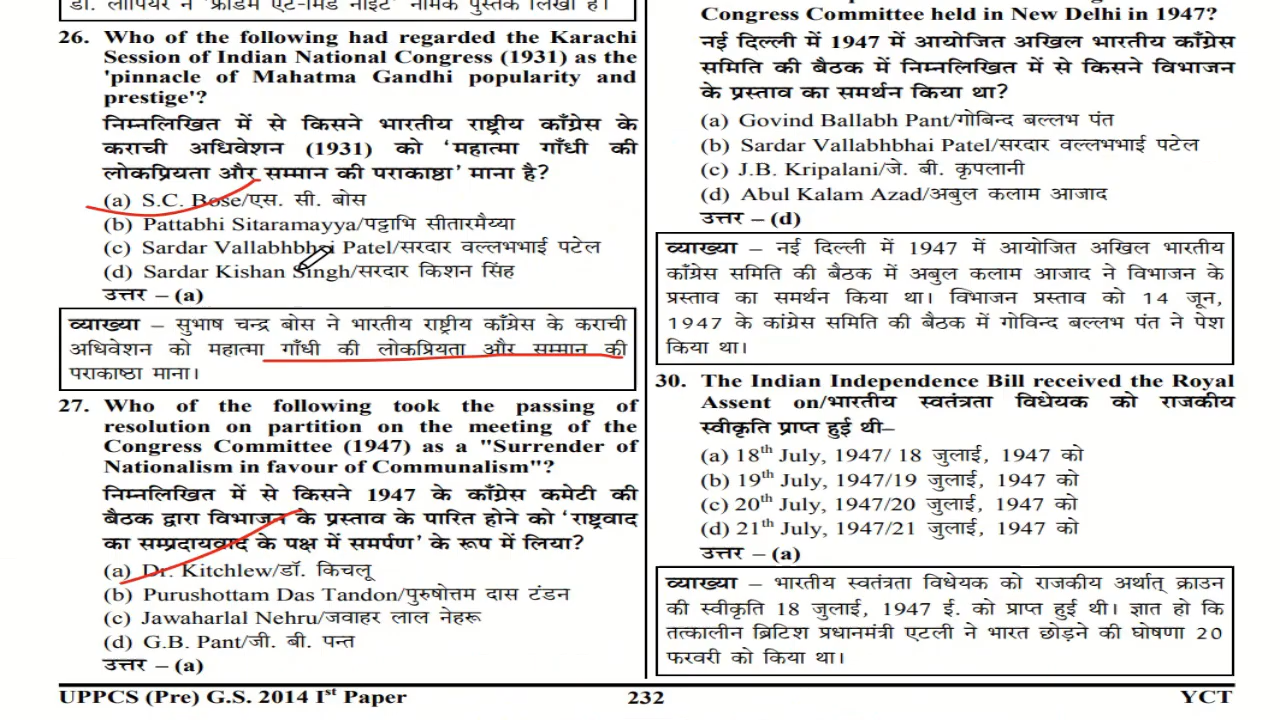 डॉ. लॉपियर ने 'फ्रीडम एट-मिड नाइट' नामक पुस्तक लिखी है।
26. Who of the following had regarded the Karachi
Session of Indian National Congress (1931) as the
'pinnacle of Mahatma Gandhi popularity and
prestige'?
निम्नलिखित में से किसने भारतीय राष्ट्रीय काँग्रेस के
कराची अधिवेशन (1931) को 'महात्मा गाँधी की
लोकप्रियता और सम्मान की पराकाष्ठा' माना है?
(a) S.C. Bose/एस. सी. बोस
(b) Pattabhi Sitaramayya/पट्टाभि सीतारमैय्या
(c) Sardar Vallabhbhai Patel/सरदार वल्लभभाई पटेल
(d) Sardar Kishan Singh/सरदार किशन सिंह
उत्तर – (a)
व्याख्या – सुभाष चन्द्र बोस ने भारतीय राष्ट्रीय काँग्रेस के कराची
अधिवेशन को महात्मा गाँधी की लोकप्रियता और सम्मान की
पराकाष्ठा माना।
27. Who of the following took the passing of
resolution on partition on the meeting of the
Congress Committee (1947) as a "Surrender of
Nationalism in favour of Communalism"?
निम्नलिखित में से किसने 1947 के काँग्रेस कमेटी की
बैठक द्वारा विभाजन के प्रस्ताव के पारित होने को 'राष्ट्रवाद
का सम्प्रदायवाद के पक्ष में समर्पण' के रूप में लिया?
(a) Dr. Kitchlew/डॉ. किचलू
(b) Purushottam Das Tandon/पुरुषोत्तम दास टंडन
(c) Jawaharlal Nehru/जवाहर लाल नेहरू
(d) G.B. Pant/जी. बी. पन्त
उत्तर – (a)
Congress Committee held in New Delhi in 1947?
नई दिल्ली में 1947 में आयोजित अखिल भारतीय काँग्रेस
समिति की बैठक में निम्नलिखित में से किसने विभाजन
के प्रस्ताव का समर्थन किया था?
(a) Govind Ballabh Pant/गोबिन्द बल्लभ पंत
(b) Sardar Vallabhbhai Patel/सरदार वल्लभभाई पटेल
(c) J.B. Kripalani/जे. बी. कृपलानी
(d) Abul Kalam Azad/अबुल कलाम आजाद
उत्तर – (d)
व्याख्या – नई दिल्ली में 1947 में आयोजित अखिल भारतीय
काँग्रेस समिति की बैठक में अबुल कलाम आजाद ने विभाजन के
प्रस्ताव का समर्थन किया था। विभाजन प्रस्ताव को 14 जून,
1947 के कांग्रेस समिति की बैठक में गोविन्द बल्लभ पंत ने पेश
किया था।
30. The Indian Independence Bill received the Royal
Assent on/भारतीय स्वतंत्रता विधेयक को राजकीय
स्वीकृति प्राप्त हुई थी–
(a) 18th July, 1947/ 18 जुलाई, 1947 को
(b) 19th July, 1947/19 जुलाई, 1947 को
(c) 20th July, 1947/20 जुलाई, 1947 को
(d) 21th July, 1947/21 जुलाई, 1947 को
उत्तर – (a)
व्याख्या – भारतीय स्वतंत्रता विधेयक को राजकीय अर्थात् क्राउन
की स्वीकृति 18 जुलाई, 1947 ई. को प्राप्त हुई थी। ज्ञात हो कि
तत्कालीन ब्रिटिश प्रधानमंत्री एटली ने भारत छोड़ने की घोषणा 20
फरवरी को किया था।
UPPCS (Pre) G.S. 2014 Ist Paper 232 YCT